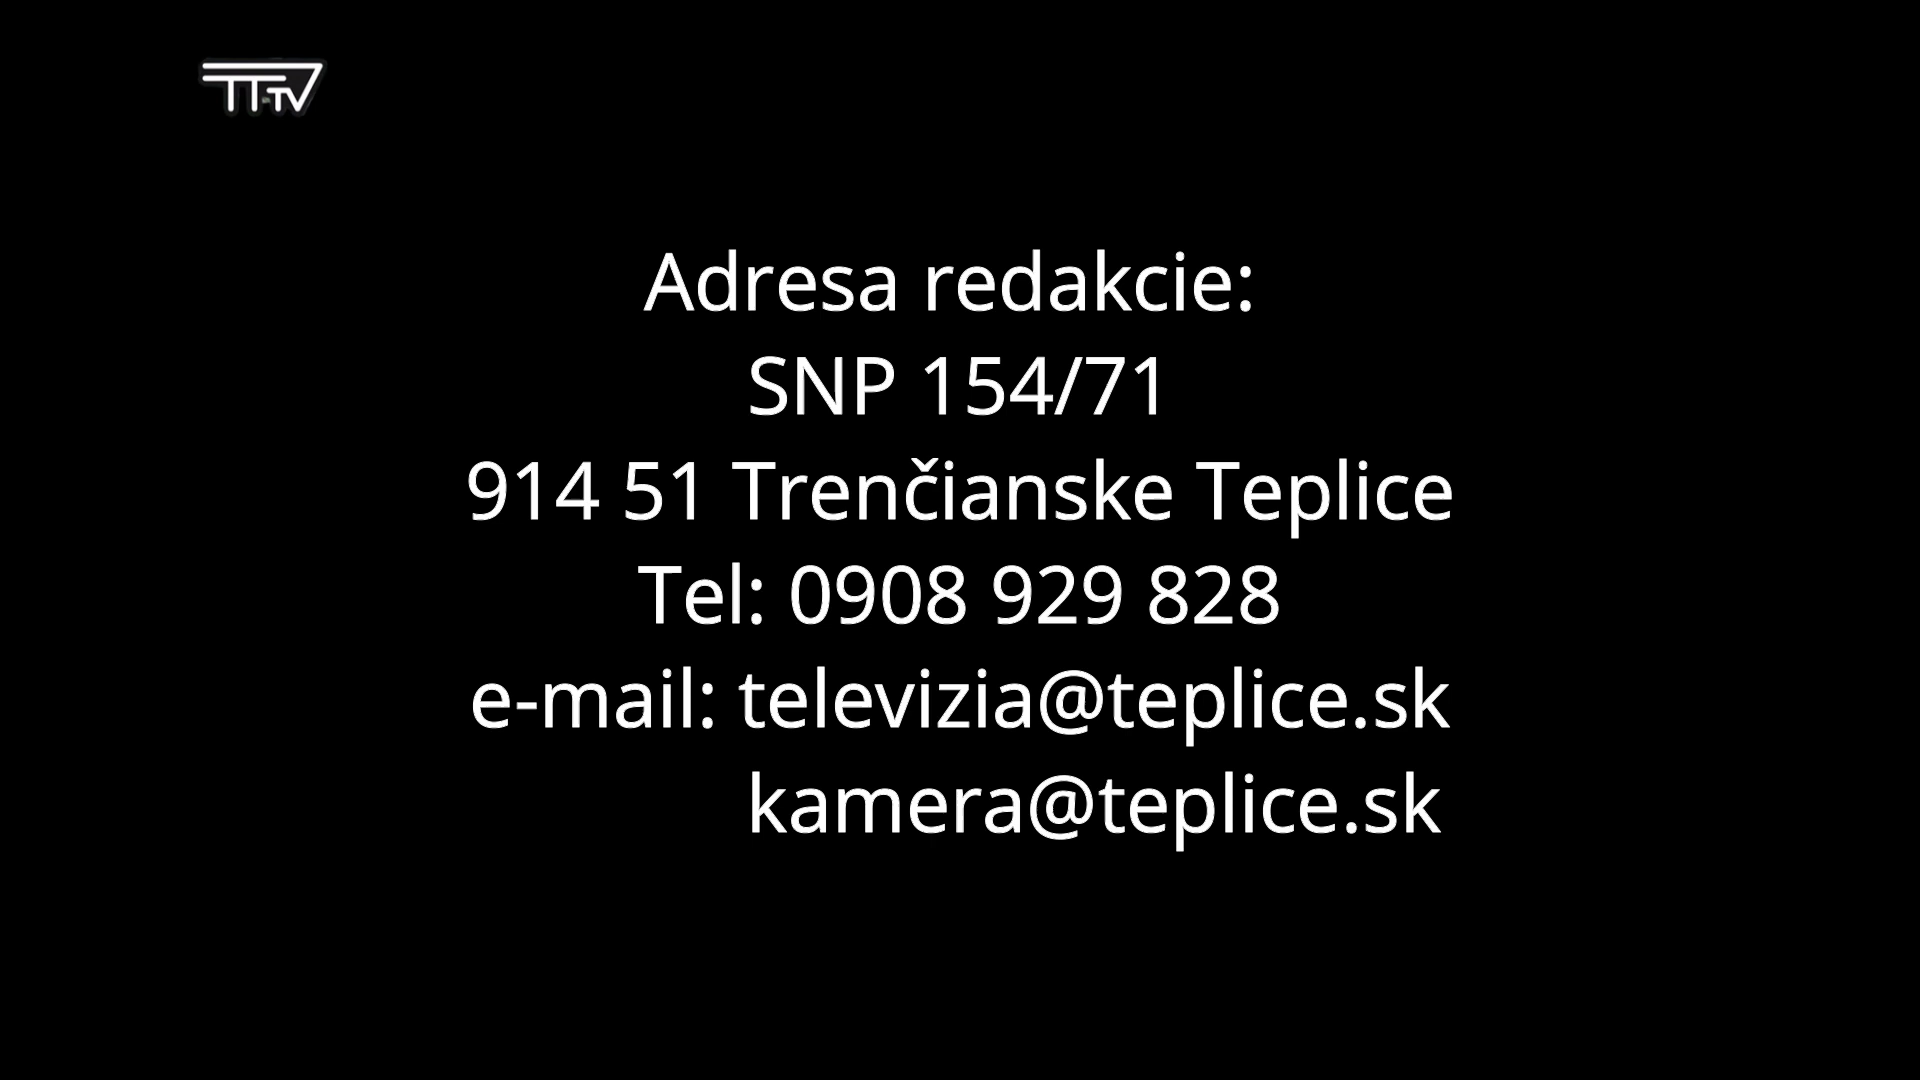 TT-TV
Adresa redakcie:
SNP 154/71
914 51 Trenčianske Teplice
Tel: 0908 929 828
e-mail: televizia@teplice.sk
kamera@teplice.sk